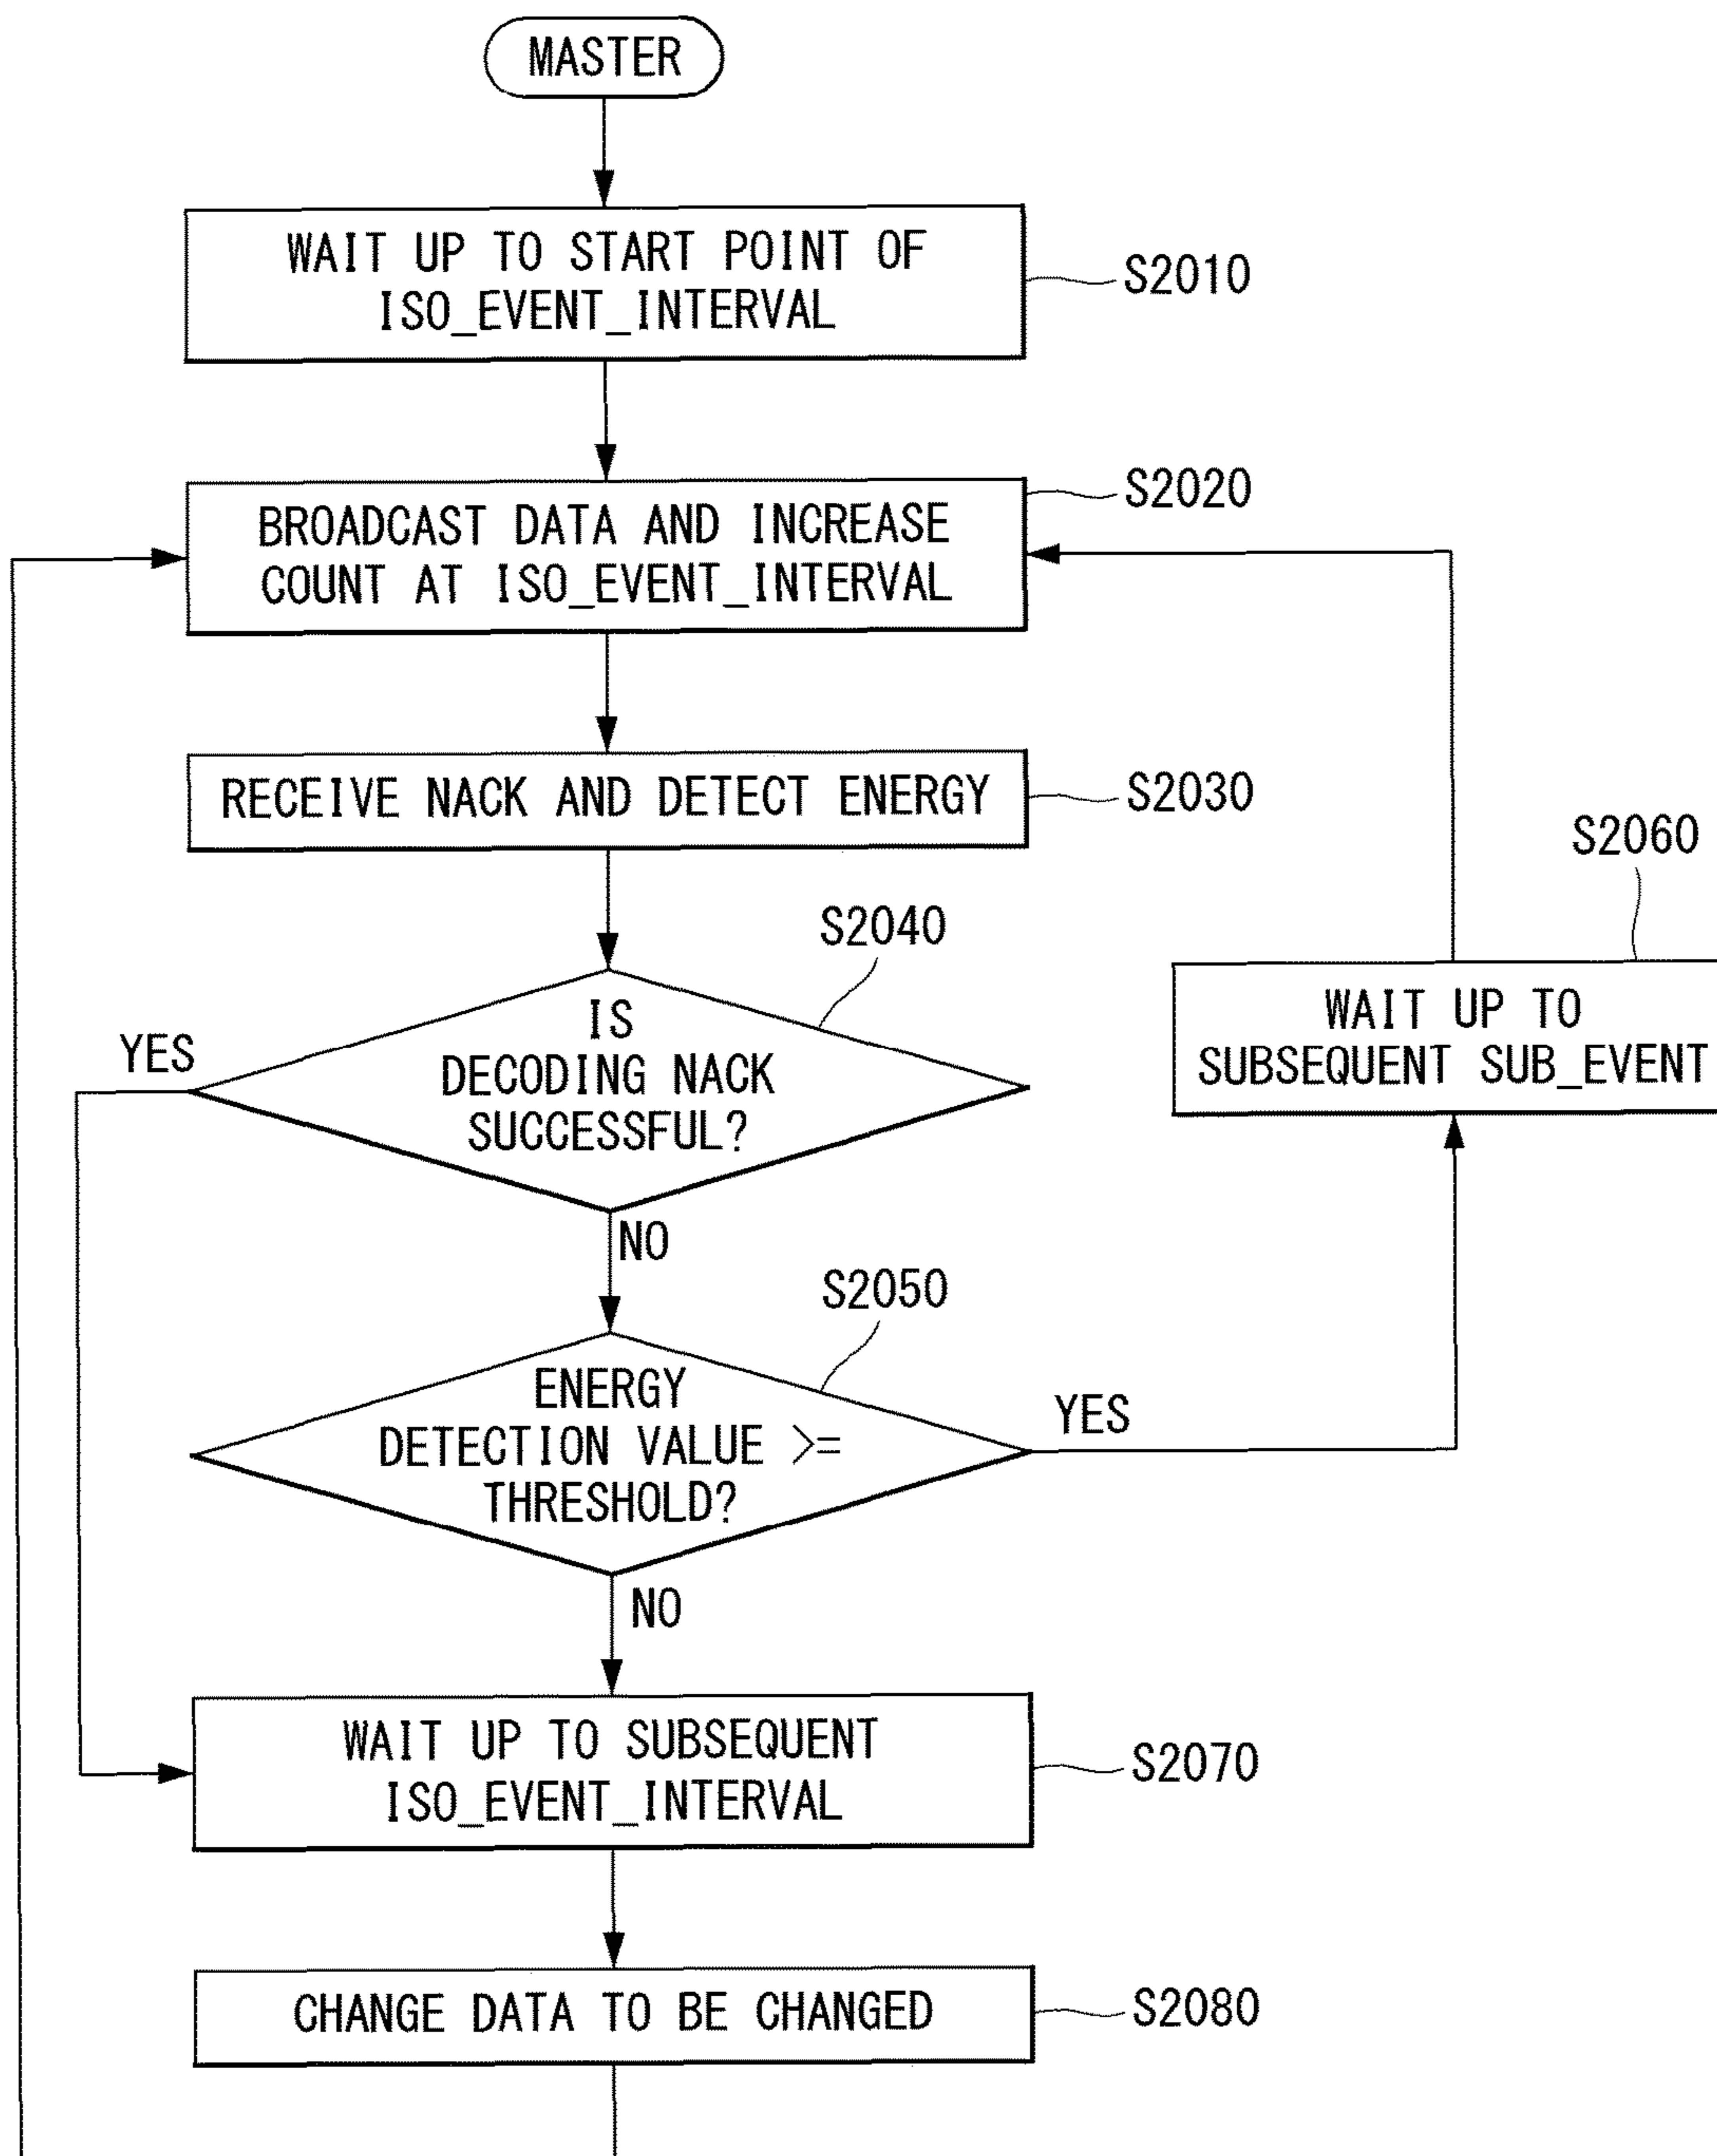 MASTER
WAIT UP TO START POINT OF
ISO_EVENT_INTERVAL
S2010
BROADCAST DATA AND INCREASE
COUNT AT ISO_EVENT_INTERVAL
S2020
RECEIVE NACK AND DETECT ENERGY
S2030
S2040
IS
DECODING NACK
SUCCESSFUL?
YES
NO
S2060
WAIT UP TO
SUBSEQUENT SUB_EVENT
S2050
ENERGY
DETECTION VALUE >=
THRESHOLD?
YES
NO
WAIT UP TO SUBSEQUENT
ISO_EVENT_INTERVAL
S2070
CHANGE DATA TO BE CHANGED
S2080